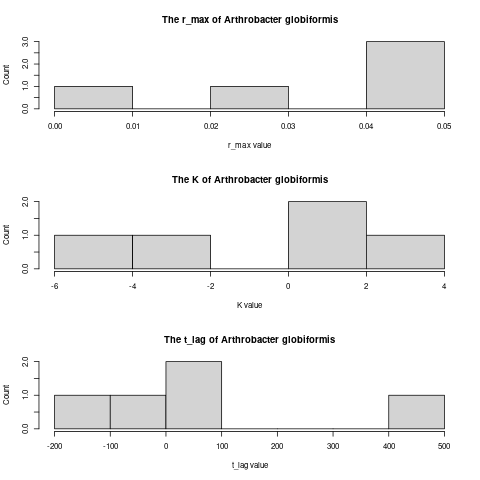 The r_max of Arthrobacter globiformis
Count
3.0
2.0
1.0
0.0
0.00 0.01 0.02 0.03 0.04 0.05
r_max value
The K of Arthrobacter globiformis
Count
2.0
1.0
0.0
-6 -4 -2 0 2 4
K value
The t_lag of Arthrobacter globiformis
Count
2.0
1.0
0.0
-200 -100 0 100 200 300 400 500
t_lag value